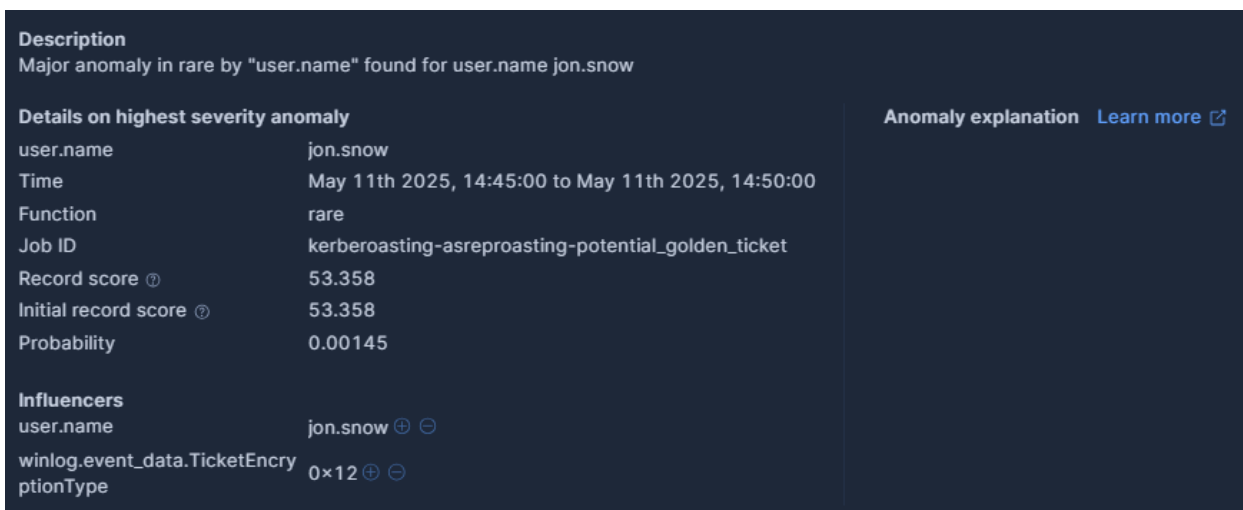 Description
Major anomaly in rare by "user.name" found for user.name jon.snow
Details on highest severity anomaly
Anomaly explanation Learn more
user.name jon.snow
Time May 11th 2025, 14:45:00 to May 11th 2025, 14:50:00
Function rare
Job ID kerberoasting-asreproasting-potential_golden_ticket
Record score 53.358
Initial record score 53.358
Probability 0.00145
Influencers
user.name jon.snow
winlog.event_data.TicketEncry
ptionType 0×12